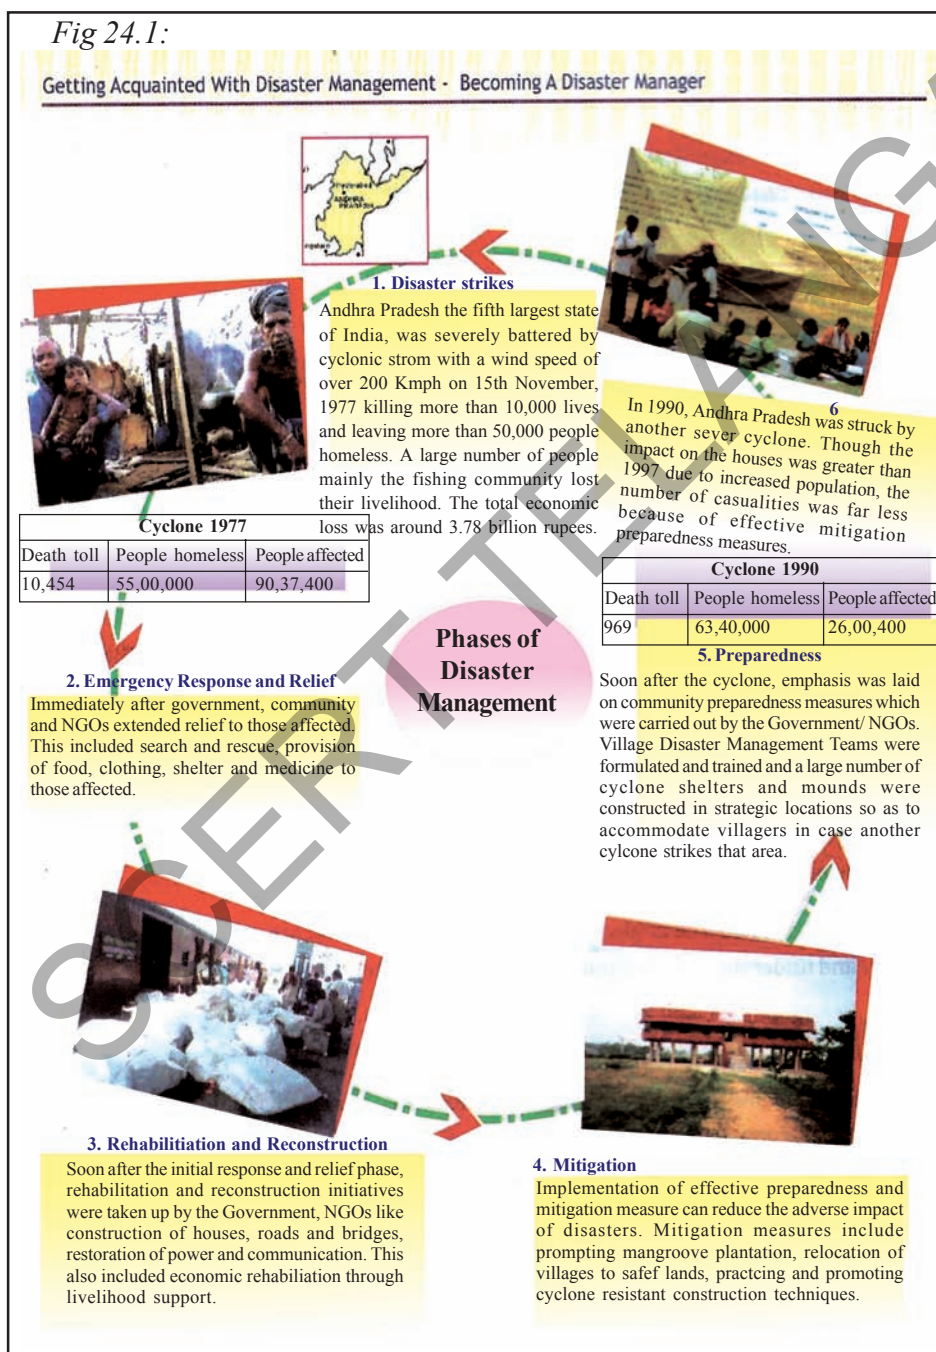 Fig 24.1:
Getting Acquainted With Disaster Management - Becoming A Disaster Manager
1. Disaster strikes
Andhra Pradesh the fifth largest state
of India, was severely battered by
cyclonic strom with a wind speed of
over 200 Kmph on 15th November,
1977 killing more than 10,000 lives
and leaving more than 50,000 people
homeless. A large number of people
mainly the fishing community lost
their livelihood. The total economic
loss was around 3.78 billion rupees.
Cyclone 1977
Death toll People homeless People affected
10,454 55,00,000 90,37,400
2. Emergency Response and Relief
Immediately after government, community
and NGOs extended relief to those affected.
This included search and rescue, provision
of food, clothing, shelter and medicine to
those affected.
Phases of
Disaster
Management
3. Rehabilitiation and Reconstruction
Soon after the initial response and relief phase,
rehabilitation and reconstruction initiatives
were taken up by the Government, NGOs like
construction of houses, roads and bridges,
restoration of power and communication. This
also included economic rehabiliation through
livelihood support.
4. Mitigation
Implementation of effective preparedness and
mitigation measure can reduce the adverse impact
of disasters. Mitigation measures include
prompting mangroove plantation, relocation of
villages to safef lands, practcing and promoting
cyclone resistant construction techniques.
5. Preparedness
Soon after the cyclone, emphasis was laid
on community preparedness measures which
were carried out by the Government/ NGOs.
Village Disaster Management Teams were
formulated and trained and a large number of
cyclone shelters and mounds were
constructed in strategic locations so as to
accommodate villagers in case another
cylcone strikes that area.
6
In 1990, Andhra Pradesh was struck by
another sever cyclone. Though the
impact on the houses was greater than
1997 due to increased population, the
number of casualities was far less
because of effective mitigation
preparedness measures.
Cyclone 1990
Death toll People homeless People affected
969 63,40,000 26,00,400
ANDHRA
PRADESH
SCERT TELANGA